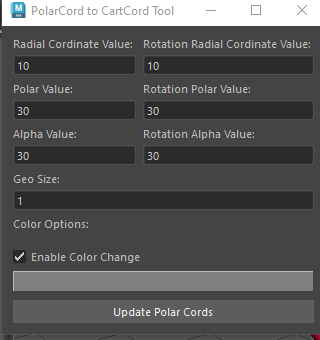 PolarCord to CartCord Tool
Radial Cordinate Value: Rotation Radial Cordinate Value:
10 10
Polar Value: Rotation Polar Value:
30 30
Alpha Value: Rotation Alpha Value:
30 30
Geo Size:
1
Color Options:
Enable Color Change
Update Polar Cords